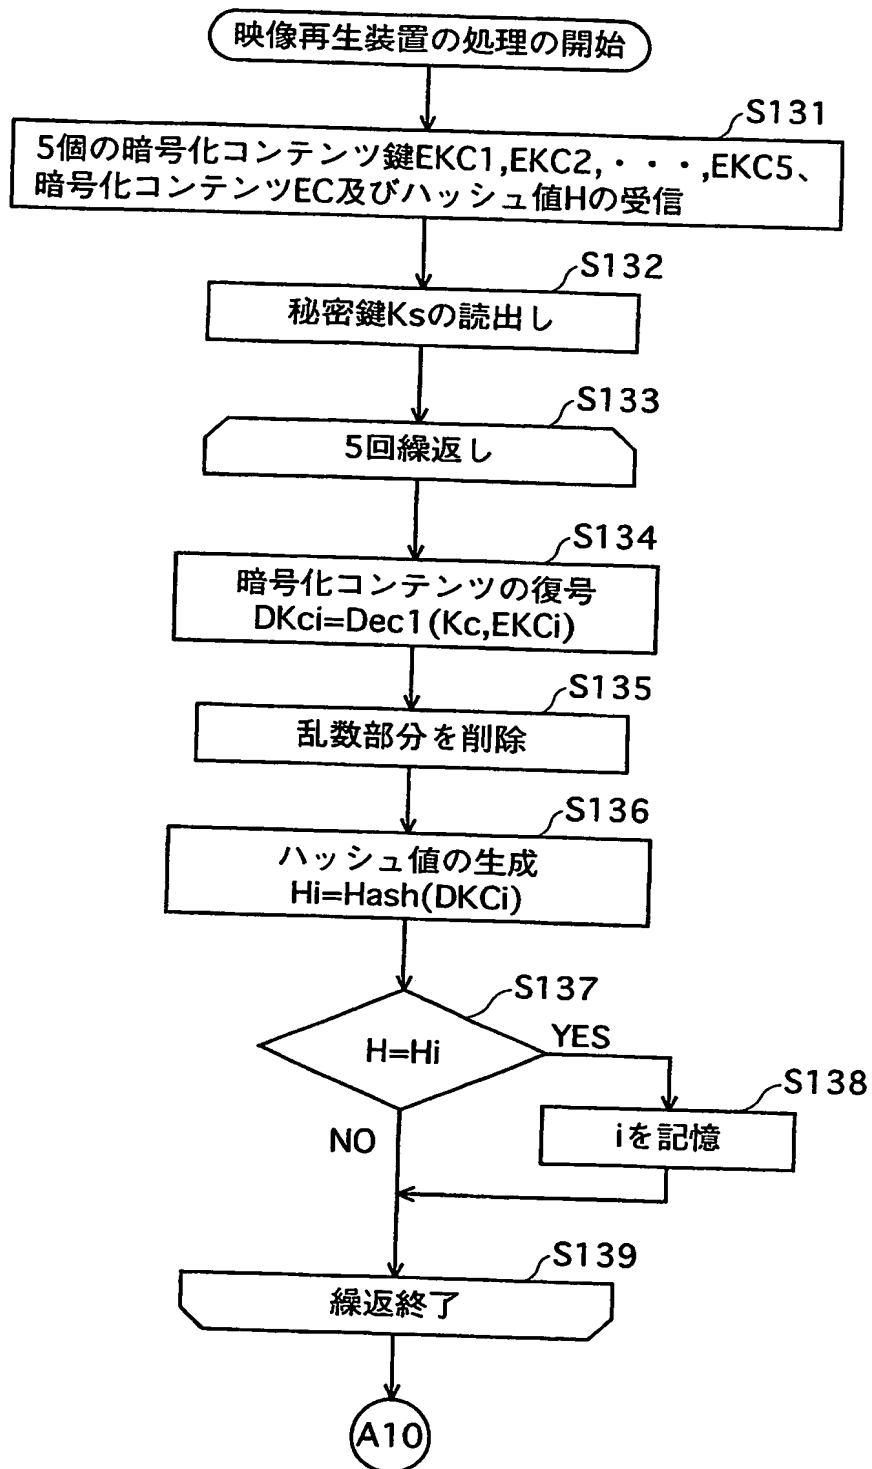 映像再生装置の処理の開始
S131
5個の暗号化コンテンツ鍵EKC1,EKC2,・・・,EKC5、
暗号化コンテンツEC及びハッシュ値Hの受信
S132
秘密鍵Ksの読出し
S133
5回繰返し
S134
暗号化コンテンツの復号
DKci=Dec1(Kc,EKCi)
S135
乱数部分を削除
S136
ハッシュ値の生成
Hi=Hash(DKCi)
S137
H=Hi
YES
S138
iを記憶
NO
S139
繰返終了
A10